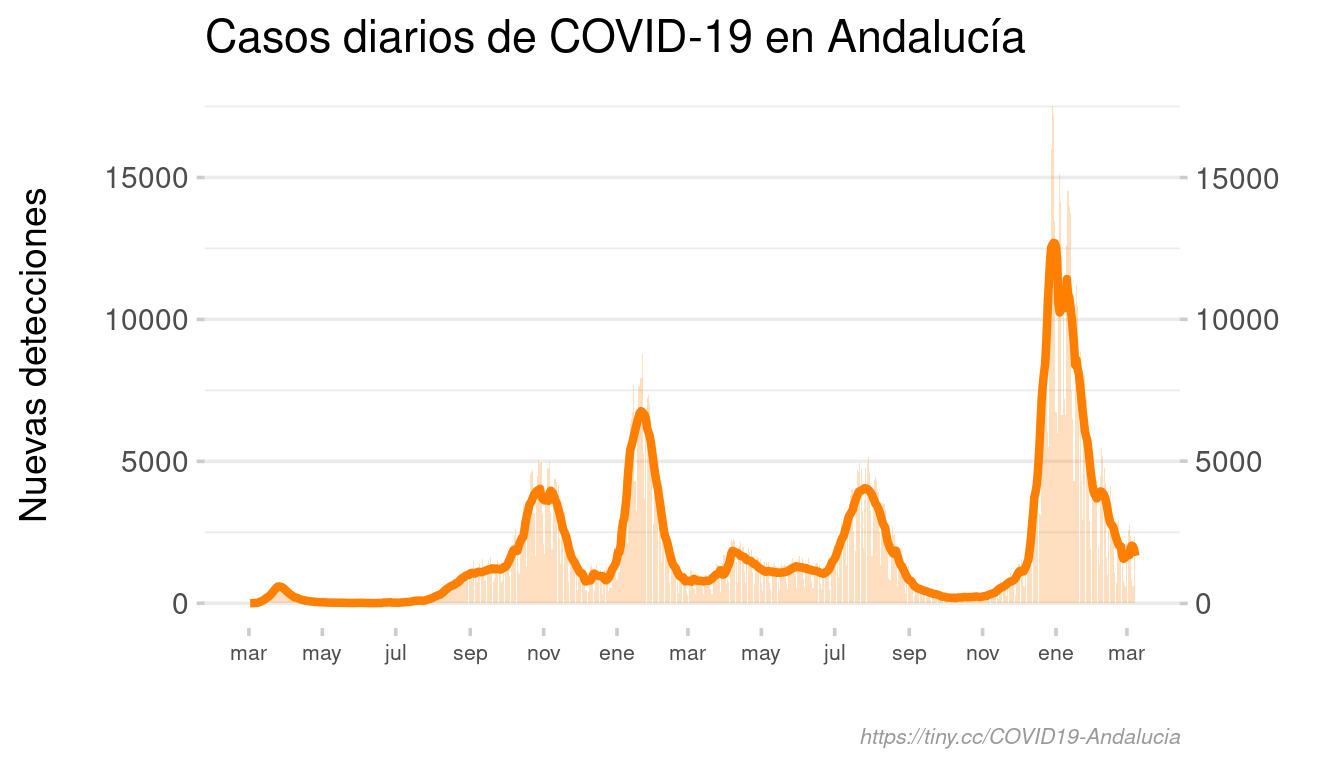 Casos diarios de COVID-19 en Andalucía
Nuevas detecciones
15000
10000
5000
0
15000
10000
5000
0
mar may jul sep nov ene mar may jul sep nov ene mar
https://tiny.cc/COVID19-Andalucia